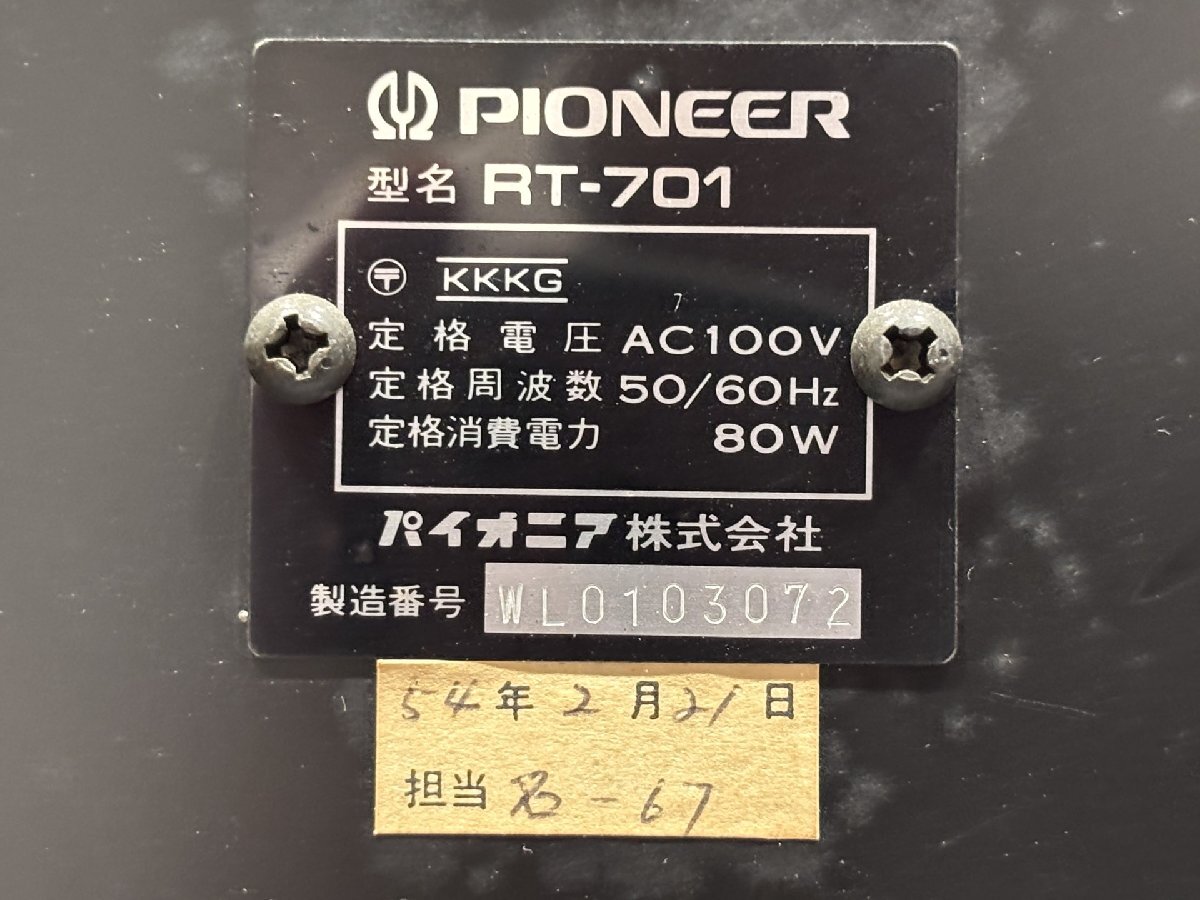 PIONEER
型名 RT-701
〒 KKKG
定格電圧 AC100V
定格周波数 50/60Hz
定格消費電力 80W
パイオニア株式会社
製造番号 WL0103072
54年2月21日
担当 名-67